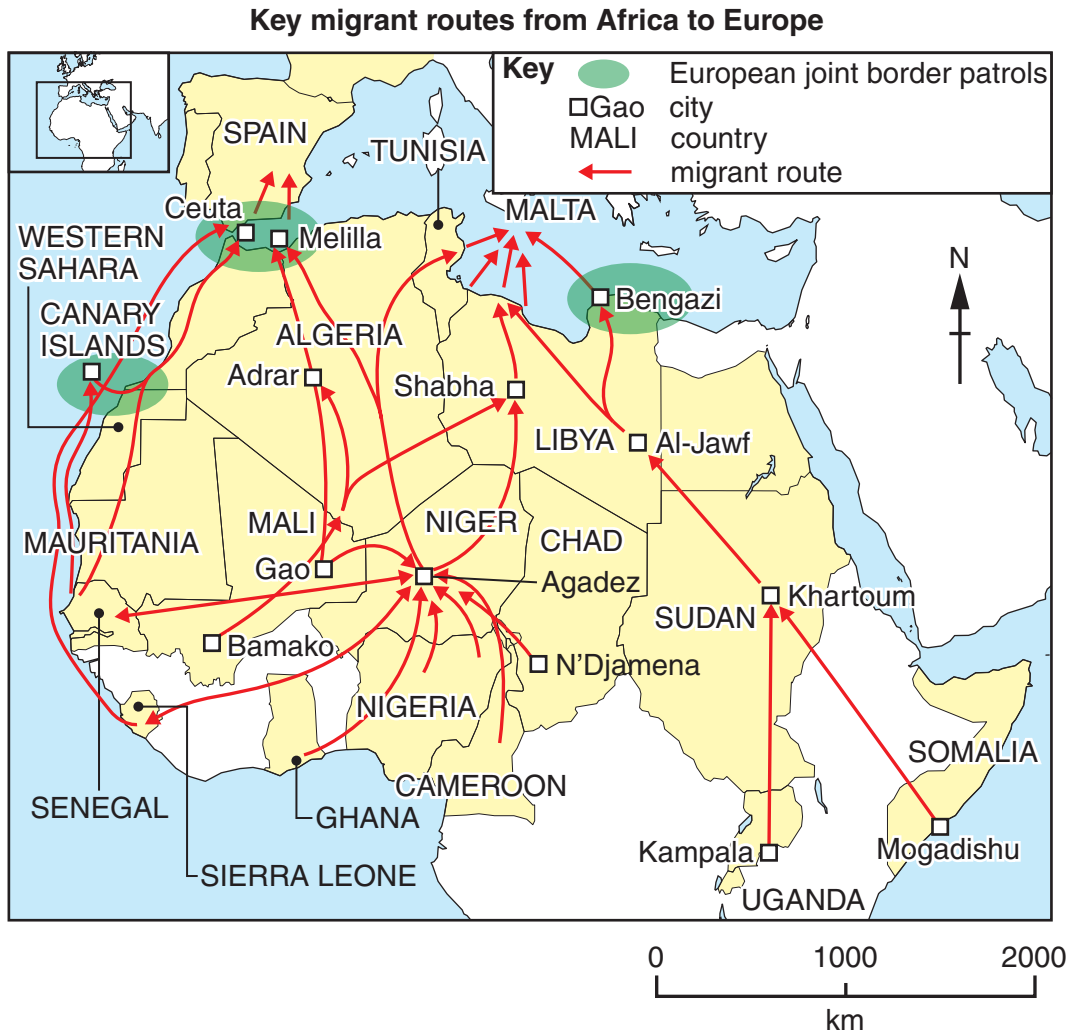 Key migrant routes from Africa to Europe
Key
European joint border patrols
Gao
city
MALI
country
migrant route
SPAIN
TUNISIA
Ceuta
MALTA
Melilla
WESTERN
SAHARA
N
Bengazi
CANARY
ISLANDS
ALGERIA
Adrar
Shabha
LIBYA
Al-Jawf
MALI
NIGER
MAURITANIA
CHAD
Gao
Agadez
Khartoum
SUDAN
Bamako
N'Djamena
NIGERIA
SOMALIA
CAMEROON
SENEGAL
GHANA
Kampala
Mogadishu
SIERRA LEONE
UGANDA
0
1000
2000
km